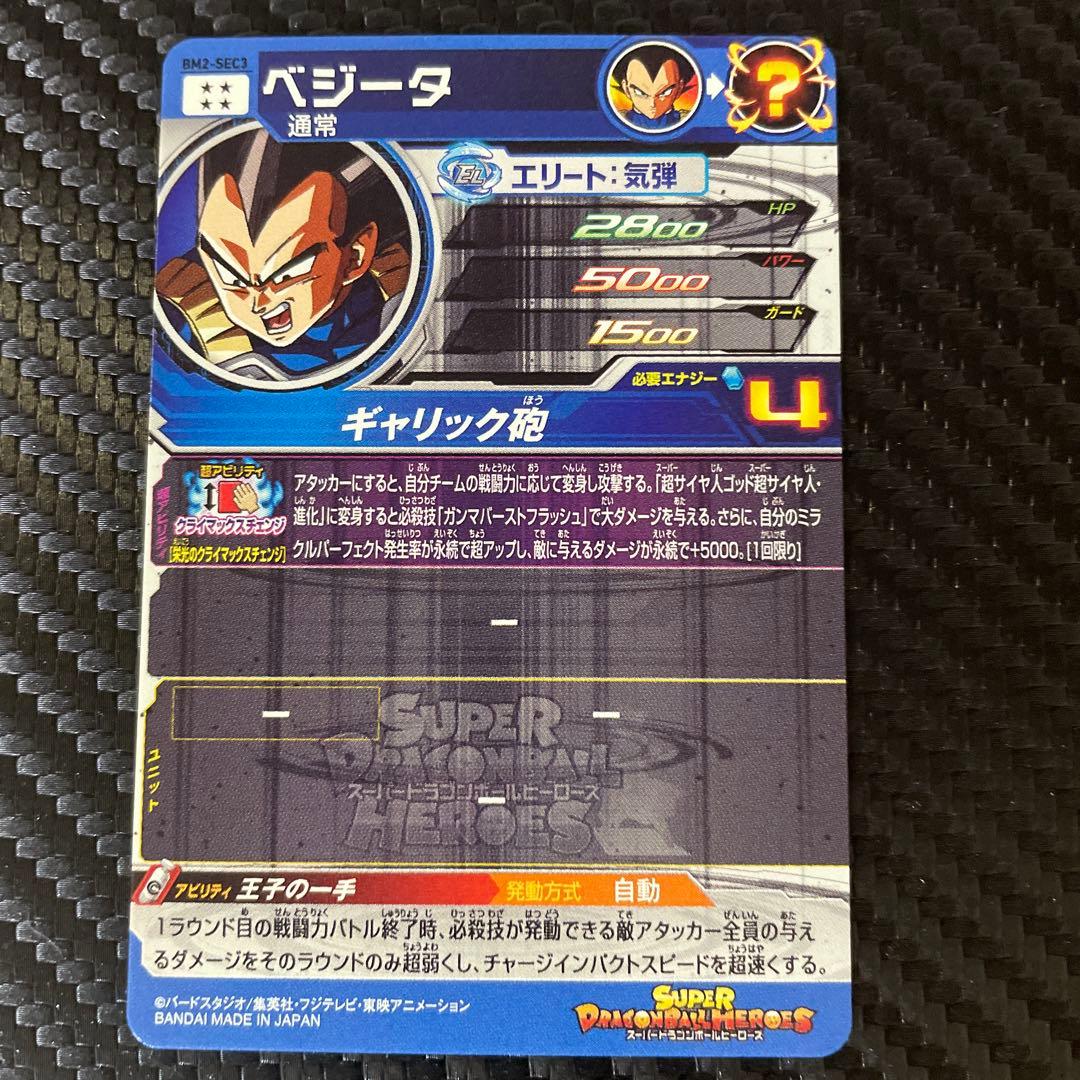 BM2-SEC3
ベジータ
通常
?
EL エリート:気弾
HP
2800
パワー
5000
ガード
1500
必要エナジー 4
ギャリック砲
ほう
超アビリティ
超アビリティ
クライマックスチェンジ
[栄光のクライマックスチェンジ]
アタッカーにすると、自分チームの戦闘力に応じて変身し攻撃する。「超サイヤ人ゴッド超サイヤ人・
進化」に変身すると必殺技「ガンマバーストフラッシュ」で大ダメージを与える。さらに、自分のミラ
クルパーフェクト発生率が永続で超アップし、敵に与えるダメージが永続で+5000。[1回限り]
ー
ユニット
ー
ー
ー
SUPER
DRAGONBALL
スーパードラゴンボールヒーローズ
HEROES
アビリティ 王子の一手 発動方式 自動
1ラウンド目の戦闘力バトル終了時、必殺技が発動できる敵アタッカー全員の与え
るダメージをそのラウンドのみ超弱くし、チャージインパクトスピードを超速くする。
©バードスタジオ/集英社・フジテレビ・東映アニメーション
BANDAI MADE IN JAPAN
SUPER
DRAGONBALL HEROES
スーパードラゴンボールヒーローズ